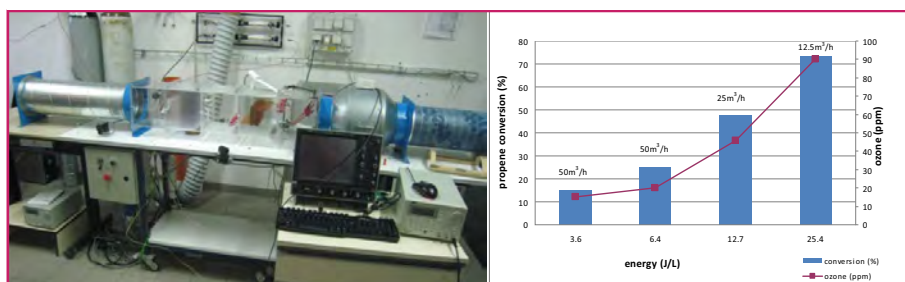 80
70
60
50
40
30
20
10
0
propene conversion (%)
50m³/h
50m³/h
25m³/h
12.5m³/h
100
90
80
70
60
50
40
30
20
10
0
ozone (ppm)
3.6 6.4 12.7 25.4
energy (J/L)
conversion (%)
ozone (ppm)